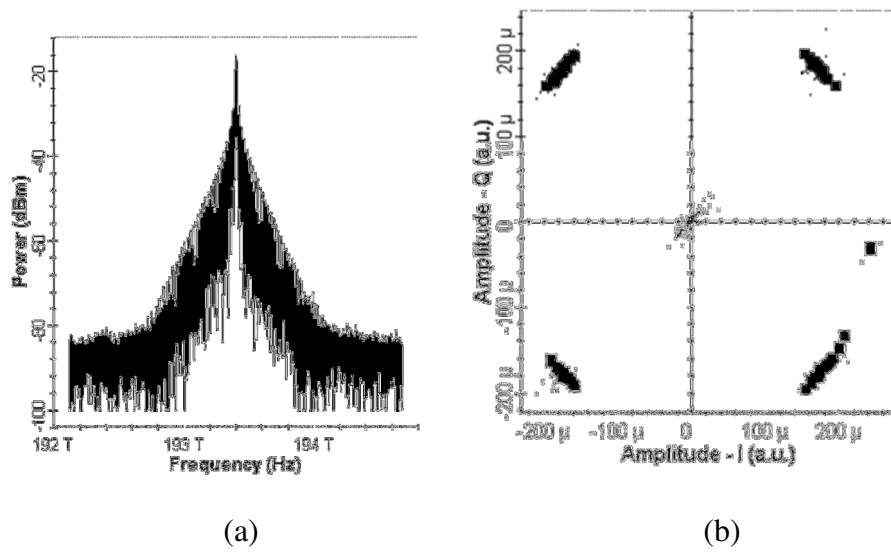 -20
-40
-60
-80
-100
Power (dBm)
192 T 193 T 194 T
Frequency (Hz)
(a)
200 µ
100 µ
0
-100 µ
-200 µ
Amplitude - Q (a.u.)
-200 µ -100 µ 0 100 µ 200 µ
Amplitude - I (a.u.)
(b)